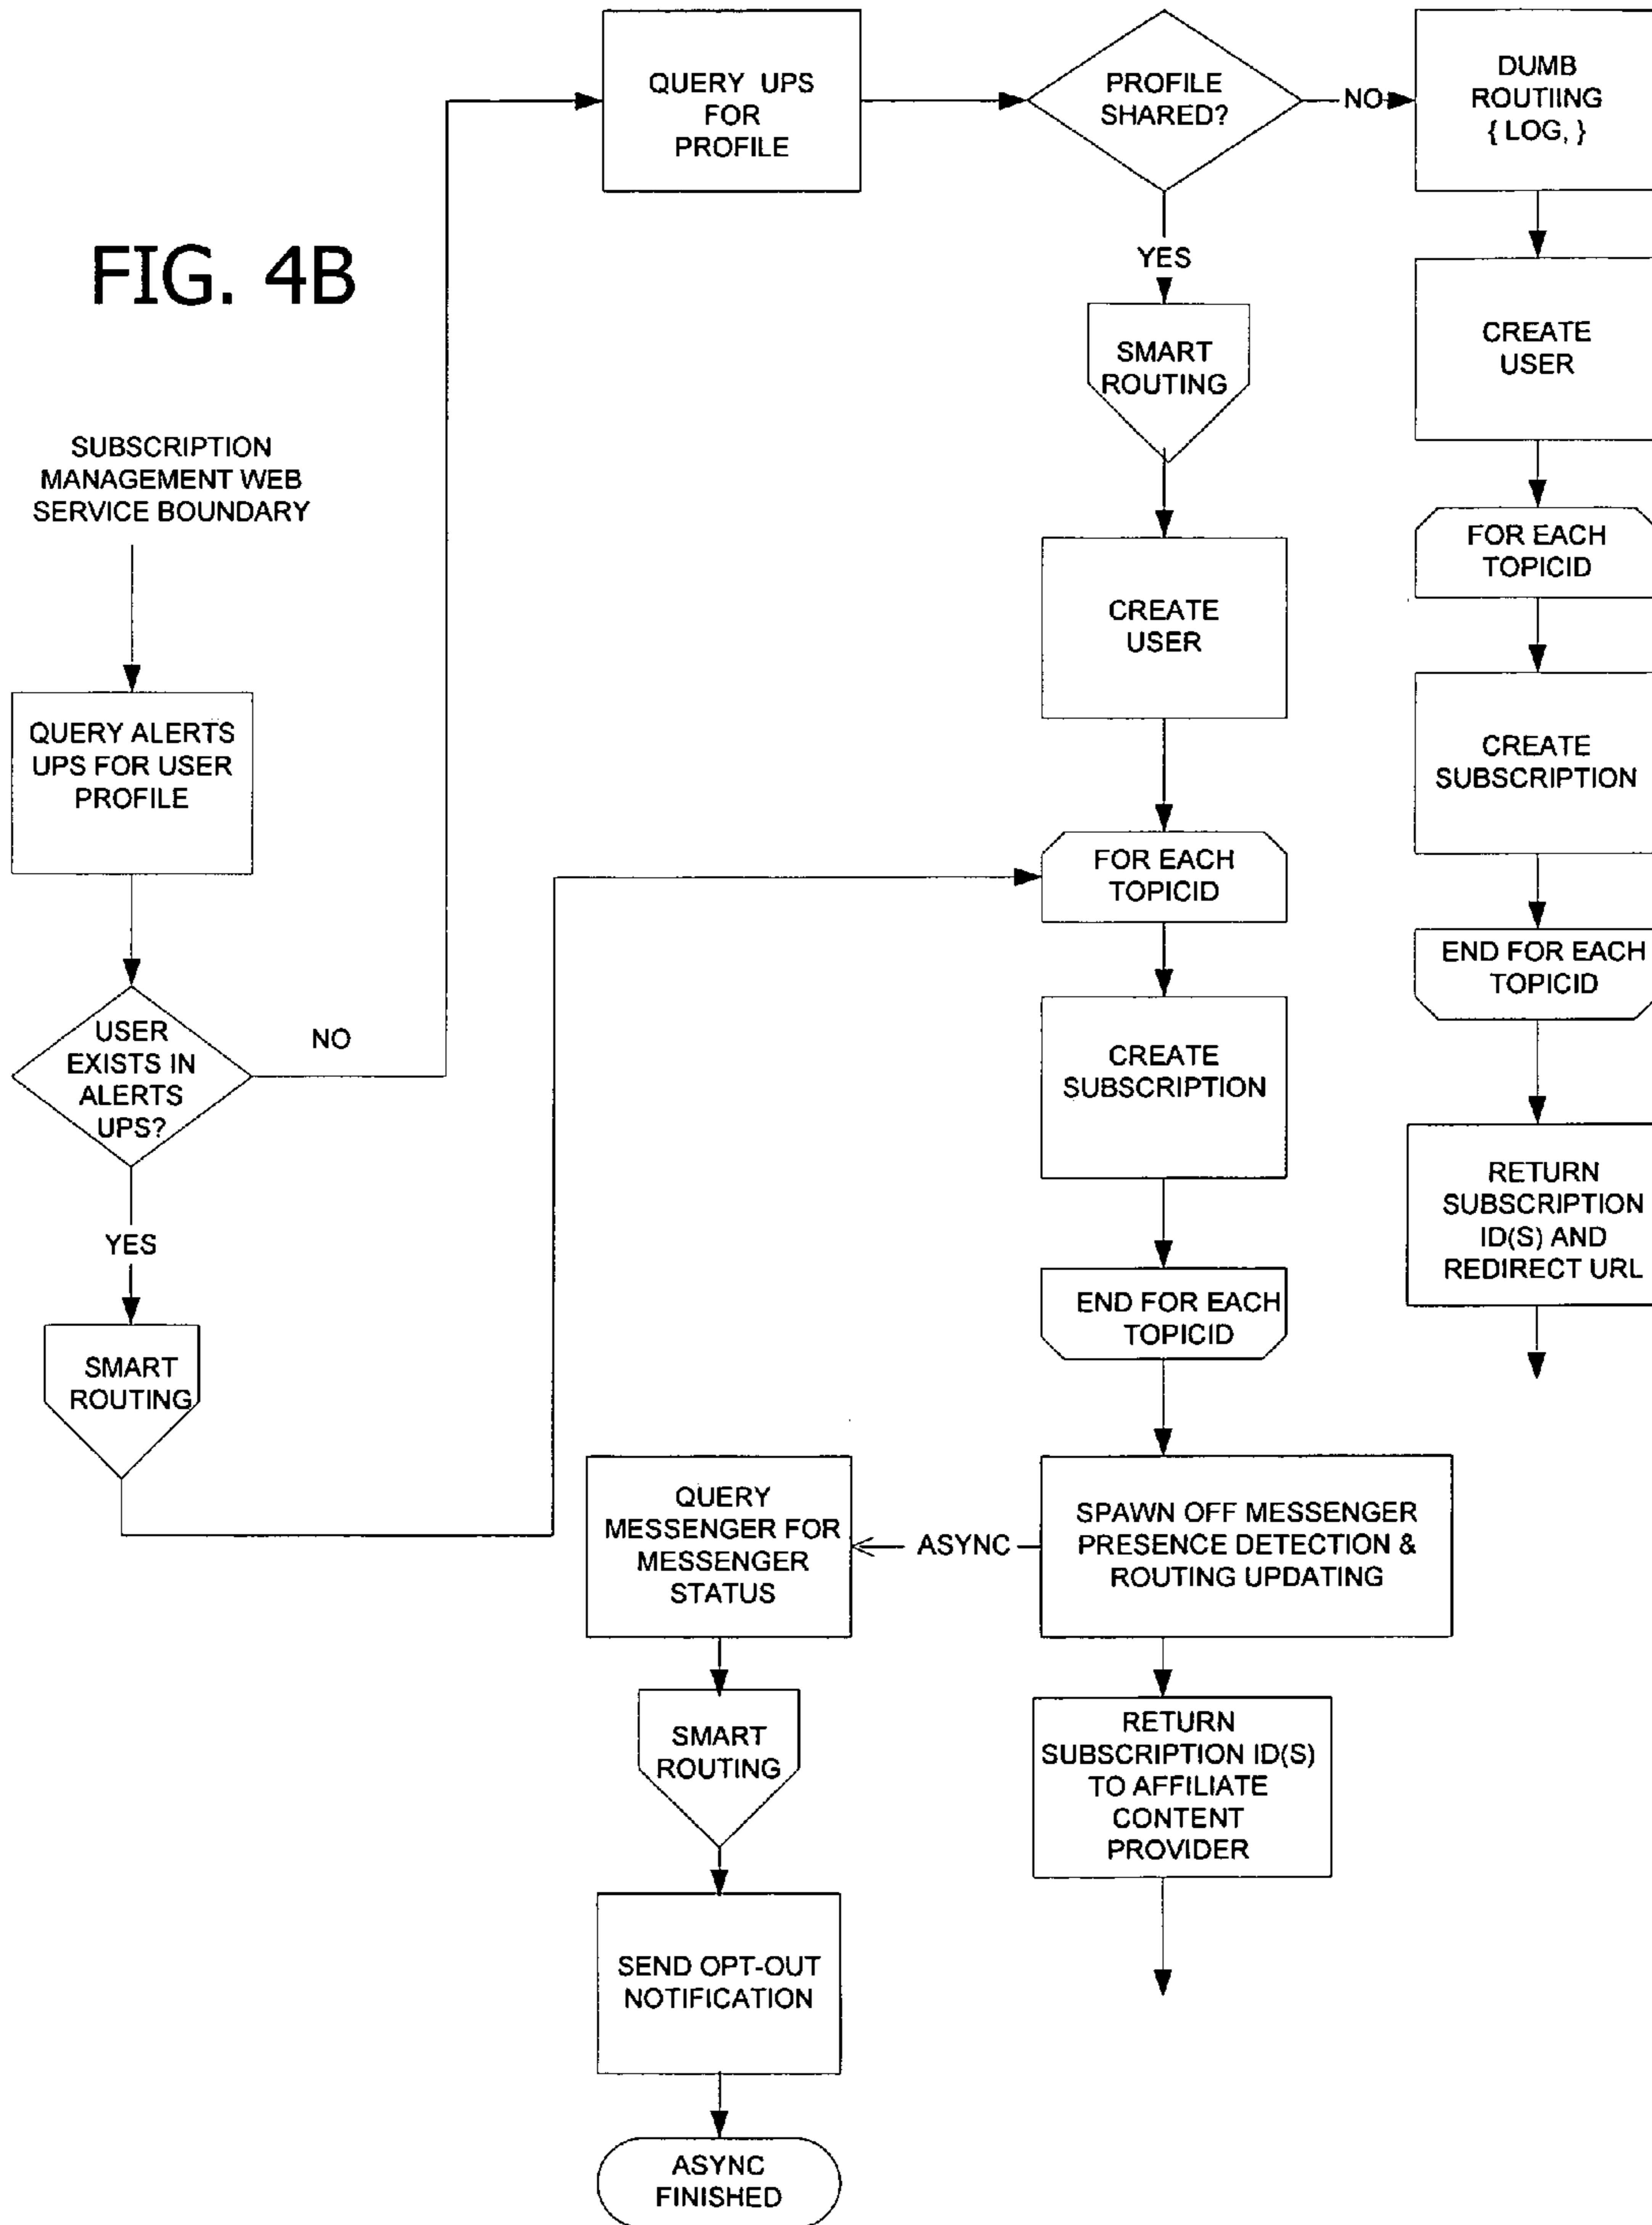 QUERY UPS
FOR
PROFILE
PROFILE
SHARED?
NO
DUMB
ROUTIING
{ LOG, }
FIG. 4B
YES
SMART
ROUTING
CREATE
USER
SUBSCRIPTION
MANAGEMENT WEB
SERVICE BOUNDARY
FOR EACH
TOPICID
CREATE
USER
QUERY ALERTS
UPS FOR USER
PROFILE
CREATE
SUBSCRIPTION
FOR EACH
TOPICID
END FOR EACH
TOPICID
USER
EXISTS IN
ALERTS
UPS?
NO
CREATE
SUBSCRIPTION
RETURN
SUBSCRIPTION
ID(S) AND
REDIRECT URL
YES
END FOR EACH
TOPICID
SMART
ROUTING
QUERY
MESSENGER FOR
MESSENGER
STATUS
ASYNC
SPAWN OFF MESSENGER
PRESENCE DETECTION &
ROUTING UPDATING
SMART
ROUTING
RETURN
SUBSCRIPTION ID(S)
TO AFFILIATE
CONTENT
PROVIDER
SEND OPT-OUT
NOTIFICATION
ASYNC
FINISHED